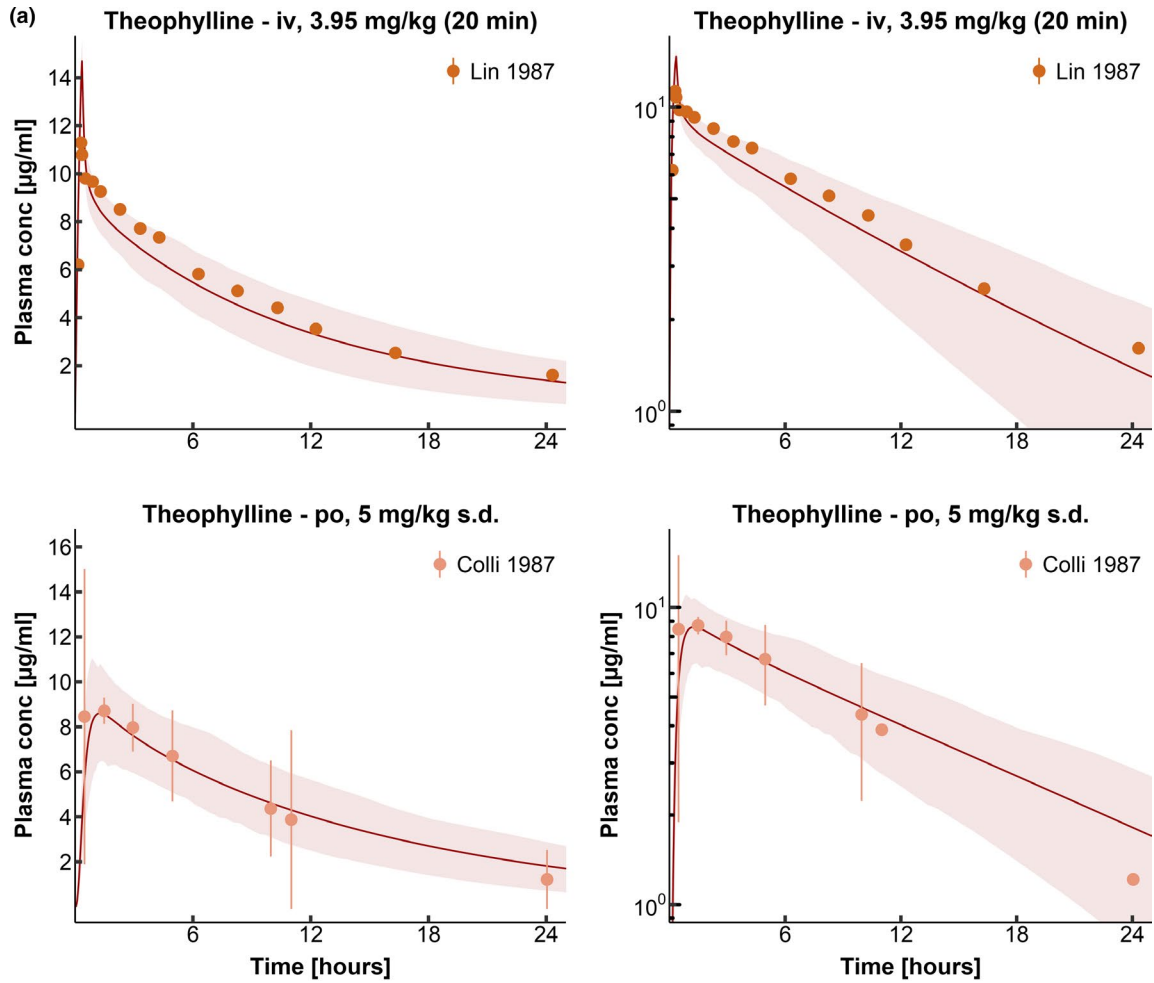 (a)
Theophylline - iv, 3.95 mg/kg (20 min)
Lin 1987
Plasma conc [µg/ml]
14
12
10
8
6
4
2
6 12 18 24
Theophylline - iv, 3.95 mg/kg (20 min)
Lin 1987
Plasma conc [µg/ml]
10¹
10⁰
6 12 18 24
Theophylline - po, 5 mg/kg s.d.
Colli 1987
Plasma conc [µg/ml]
16
14
12
10
8
6
4
2
6 12 18 24
Time [hours]
Theophylline - po, 5 mg/kg s.d.
Colli 1987
Plasma conc [µg/ml]
10¹
10⁰
6 12 18 24
Time [hours]